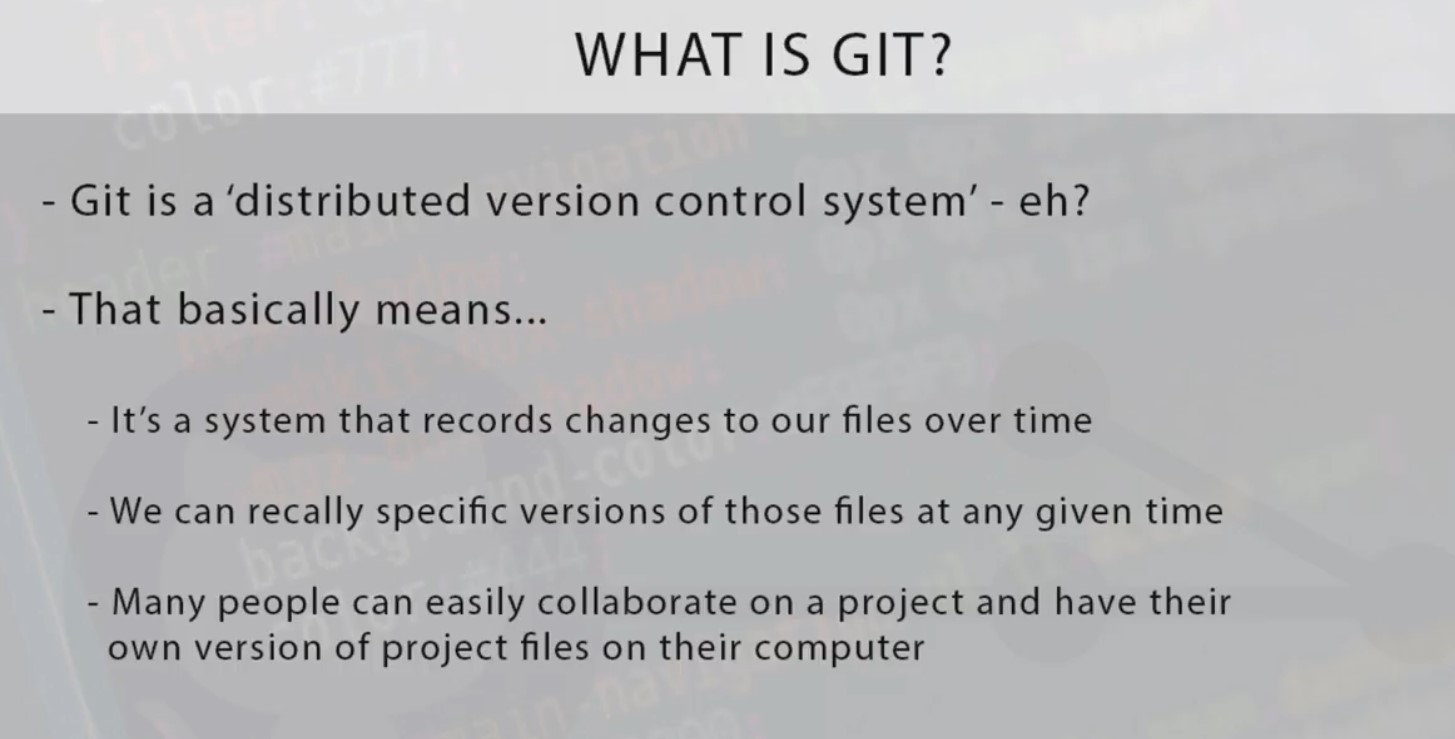 WHAT IS GIT?
- Git is a ‘distributed version control system’ - eh?
- That basically means...
- It’s a system that records changes to our files over time
- We can recally specific versions of those files at any given time
- Many people can easily collaborate on a project and have their
own version of project files on their computer